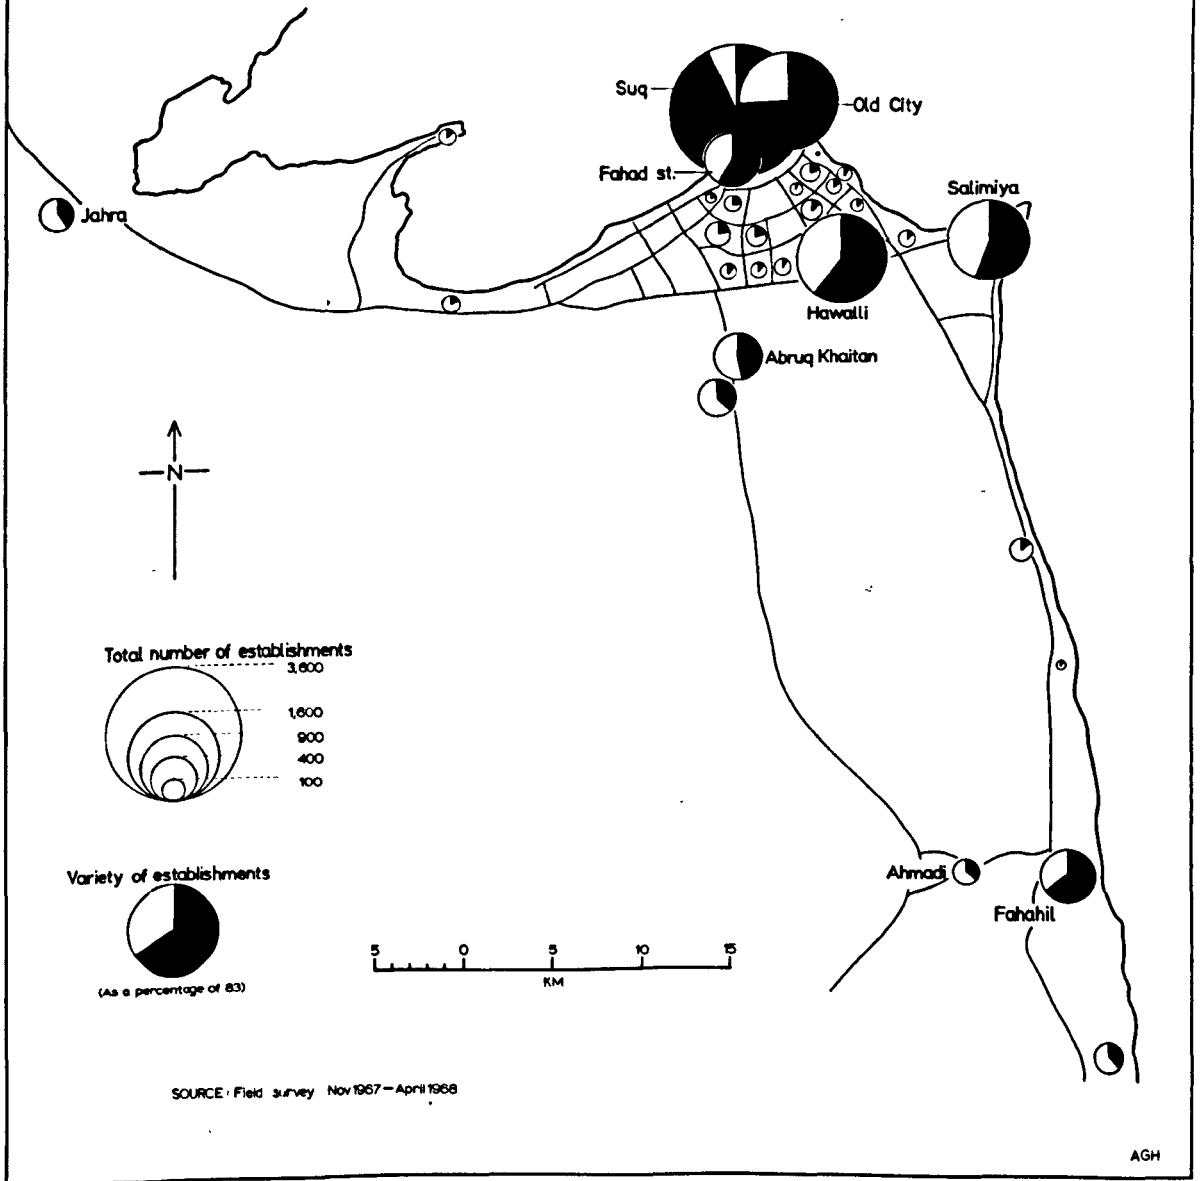 Suq
Old City
Fahad st.
Salimiya
Jahra
Hawalli
Abruq Khaitan
N
Total number of establishments
3,600
1,600
900
400
100
Variety of establishments
(As a percentage of 83)
Ahmadi
Fahahil
5 0 5 10 15
KM
SOURCE: Field survey Nov 1967 – April 1968
AGH